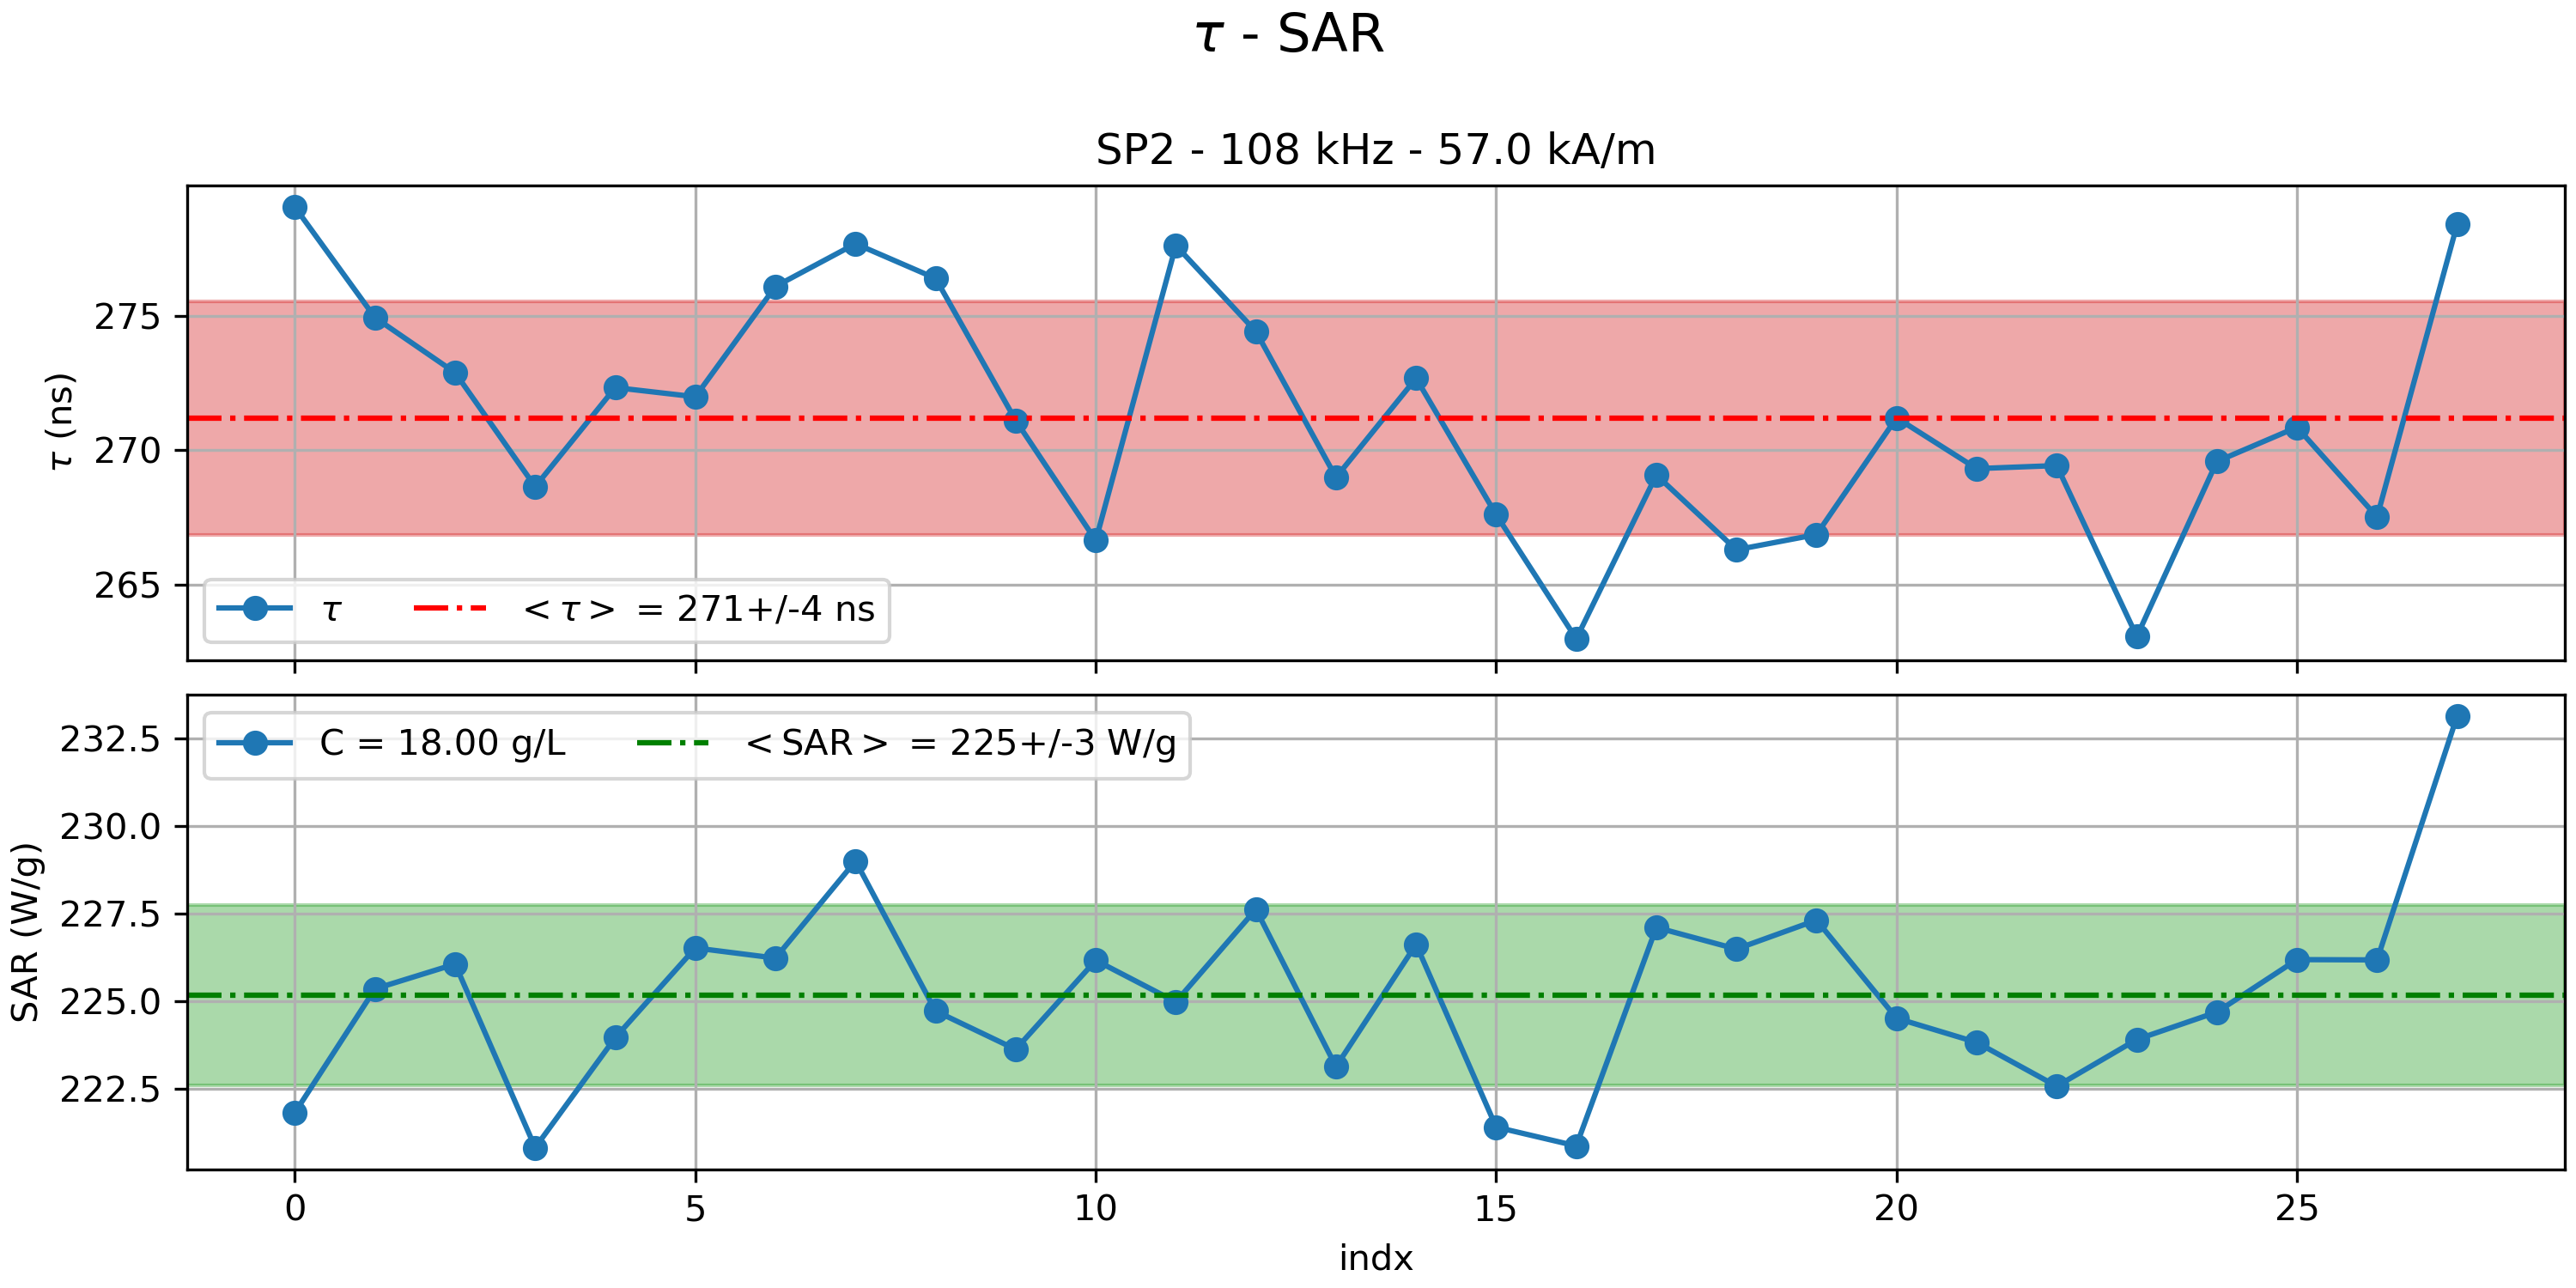 τ - SAR
SP2 - 108 kHz - 57.0 kA/m
τ (ns)
275
270
265
τ
<τ> = 271+/-4 ns
SAR (W/g)
232.5
230.0
227.5
225.0
222.5
C = 18.00 g/L
<SAR> = 225+/-3 W/g
0 5 10 15 20 25
indx